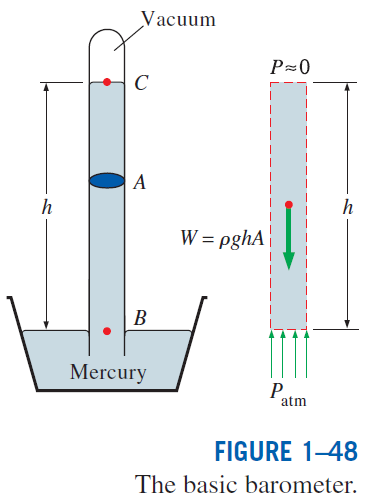 Vacuum
C
A
h
B
Mercury
P≈0
h
W = ρghA
P_atm
FIGURE 1–48
The basic barometer.